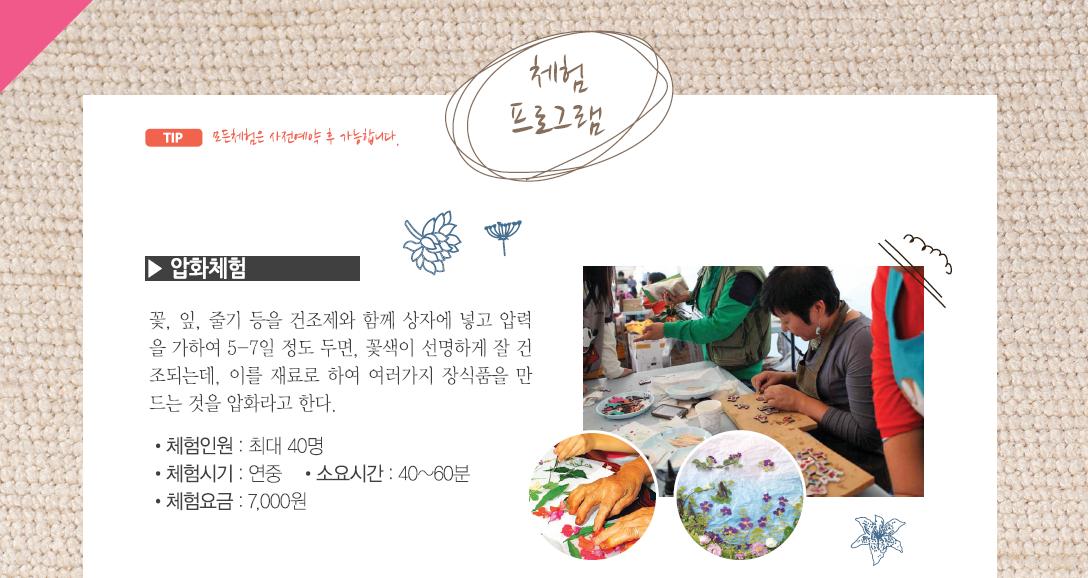 체험
프로그램
TIP 모든체험은 사전예약 후 가능합니다.
▶ 압화체험
꽃, 잎, 줄기 등을 건조제와 함께 상자에 넣고 압력
을 가하여 5-7일 정도 두면, 꽃색이 선명하게 잘 건
조되는데, 이를 재료로 하여 여러가지 장식품을 만
드는 것을 압화라고 한다.
• 체험인원 : 최대 40명
• 체험시기 : 연중 • 소요시간 : 40~60분
• 체험요금 : 7,000원